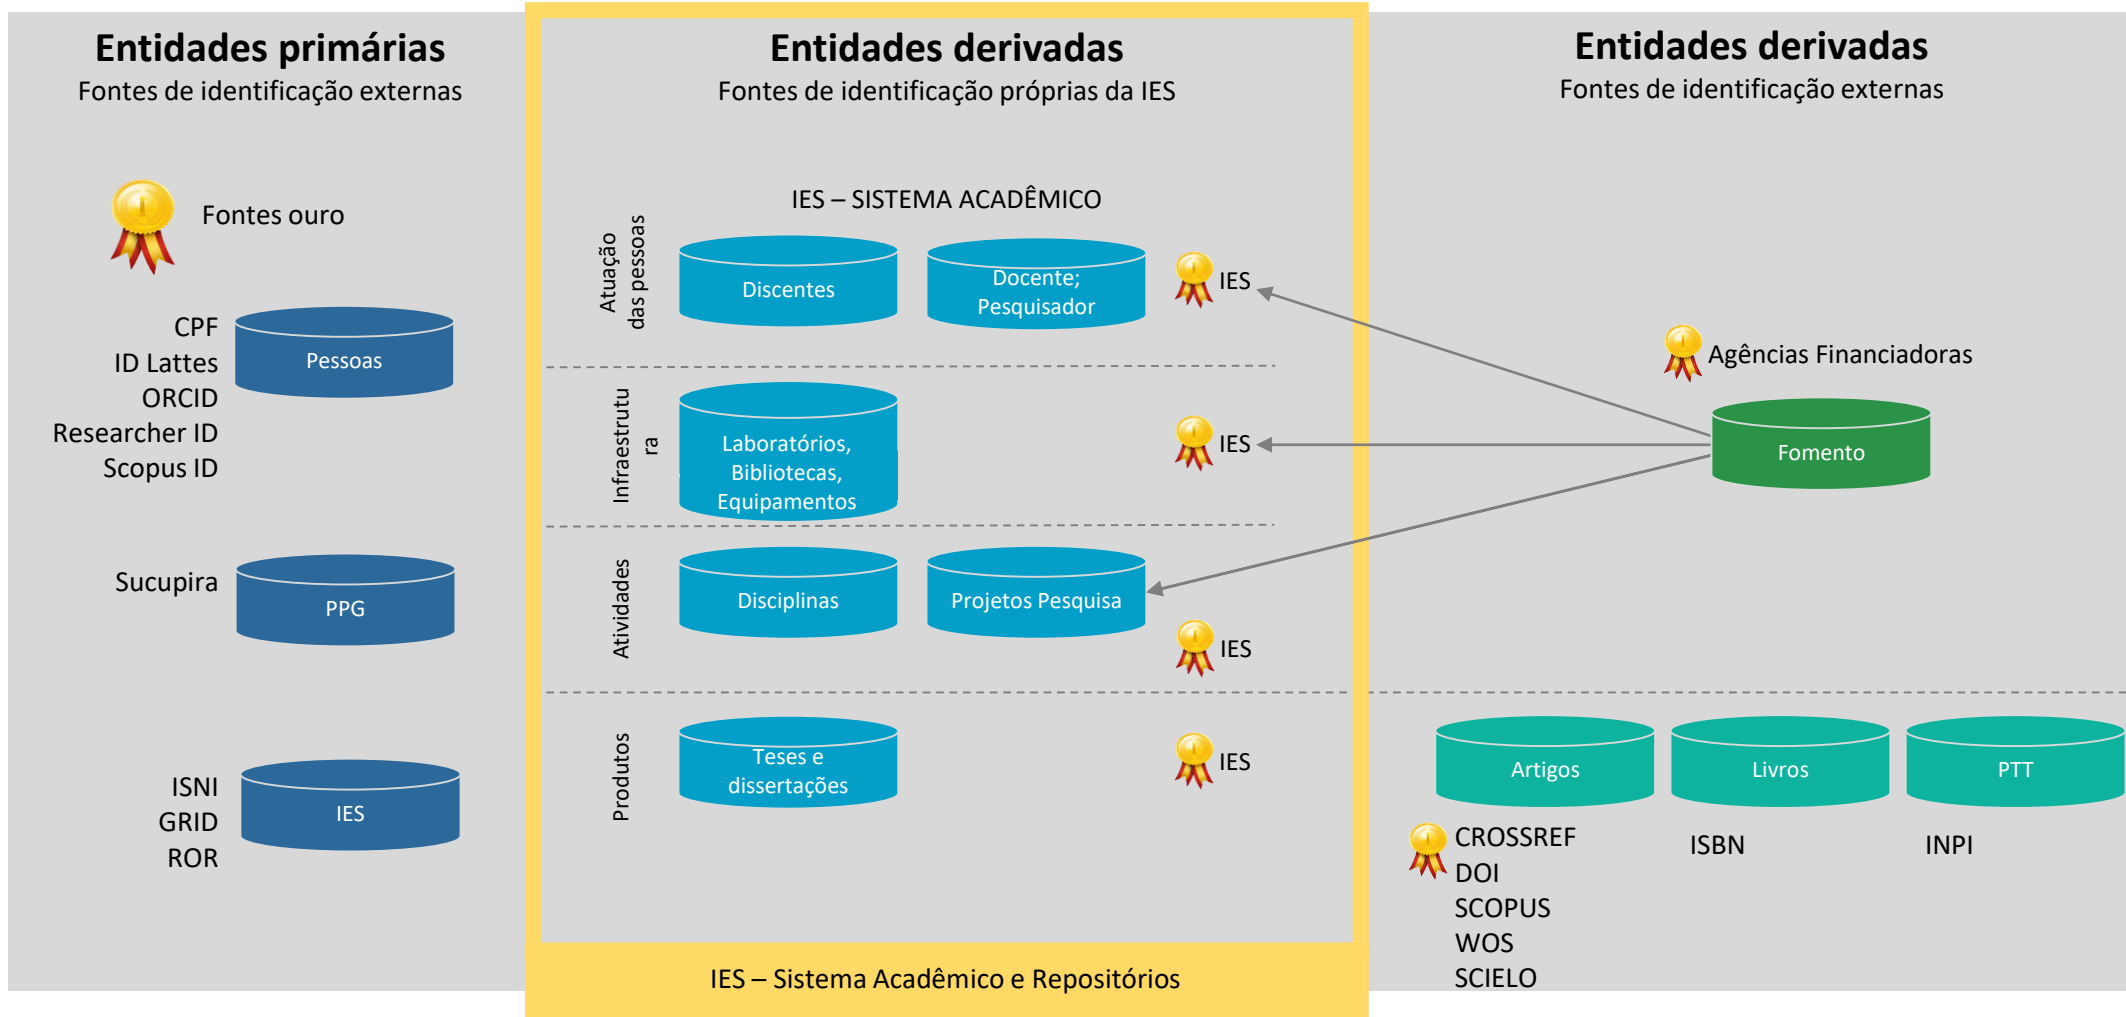 Entidades primárias
Fontes de identificação externas
Fontes ouro
CPF
ID Lattes
ORCID
Researcher ID
Scopus ID
Pessoas
Sucupira
PPG
ISNI
GRID
ROR
IES
Entidades derivadas
Fontes de identificação próprias da IES
IES – SISTEMA ACADÊMICO
Atuação
das pessoas
Discentes
Docente;
Pesquisador
IES
Infraestrutu
ra
Laboratórios,
Bibliotecas,
Equipamentos
IES
Atividades
Disciplinas
Projetos Pesquisa
IES
Produtos
Teses e
dissertações
IES
IES – Sistema Acadêmico e Repositórios
Entidades derivadas
Fontes de identificação externas
Agências Financiadoras
Fomento
Artigos
Livros
PTT
CROSSREF
DOI
SCOPUS
WOS
SCIELO
ISBN
INPI